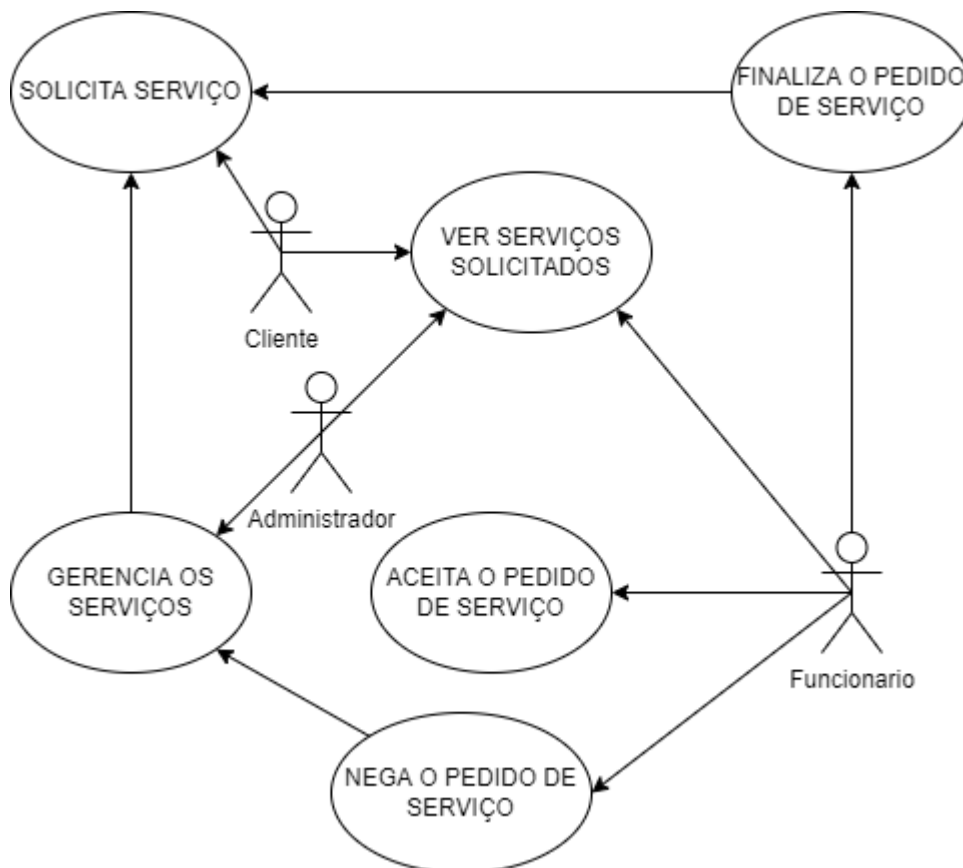 SOLICITA SERVIÇO
FINALIZA O PEDIDO
DE SERVIÇO
VER SERVIÇOS
SOLICITADOS
Cliente
Administrador
GERENCIA OS
SERVIÇOS
ACEITA O PEDIDO
DE SERVIÇO
Funcionario
NEGA O PEDIDO DE
SERVIÇO